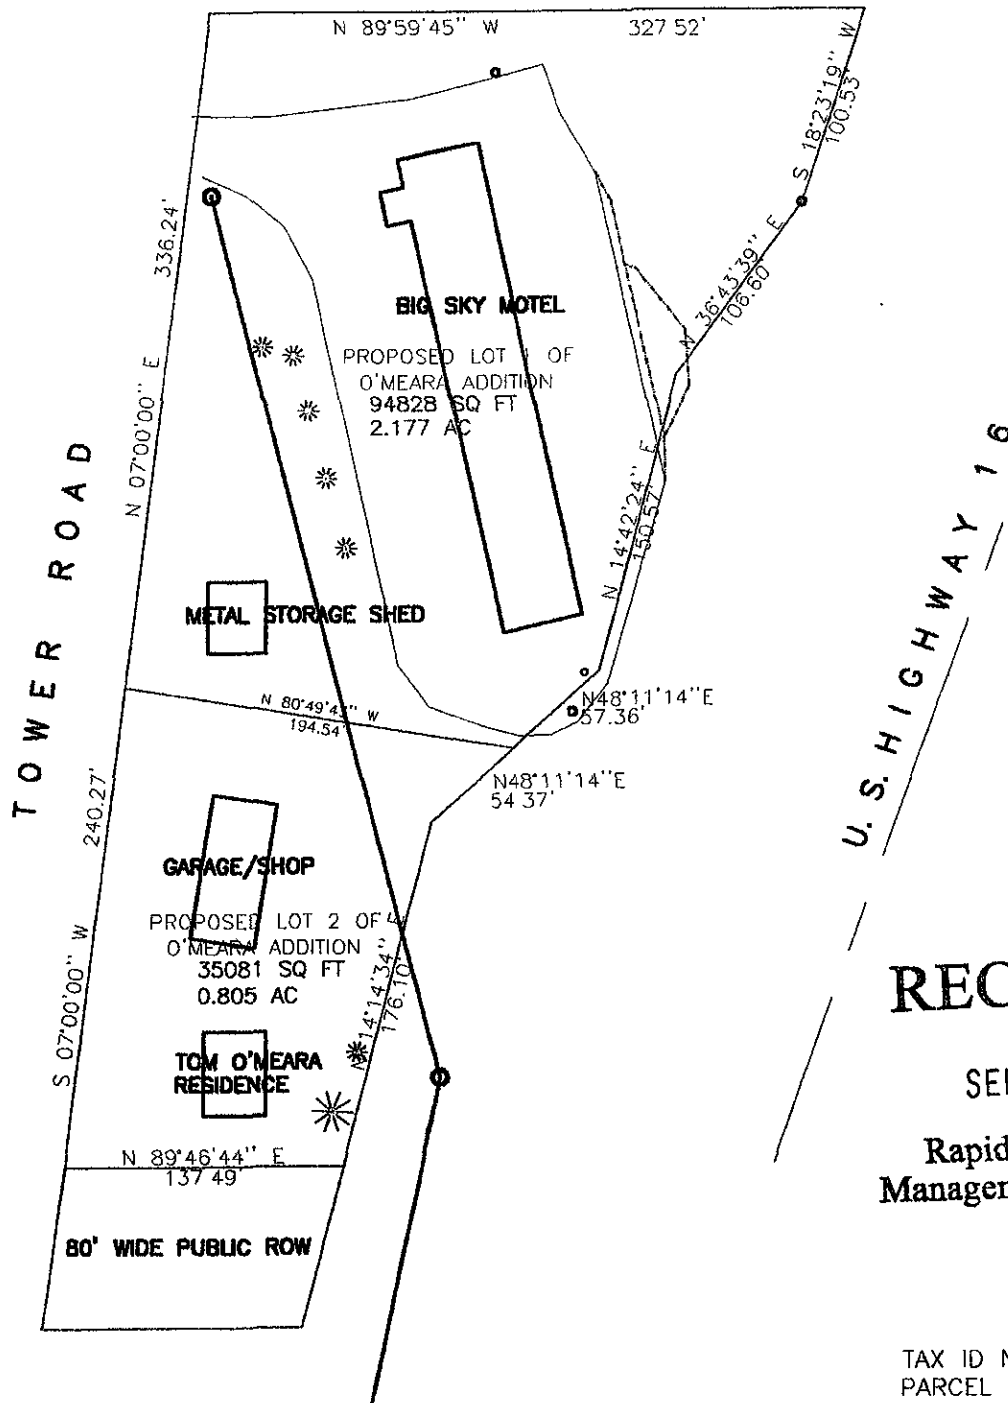 N 89°59'45" W
327 52'
S 18°23'19" W
100.53'
336.24'
N 07°00'00" E
36°43'39" E
106.60'
BIG SKY MOTEL
PROPOSED LOT 1 OF
O'MEARA ADDITION
94828 SQ FT
2.177 AC
N 14°42'24" E
150.57'
TOWER ROAD
U.S. HIGHWAY 16
METAL STORAGE SHED
N 80°49'43" W
194.54'
N48°11'14"E
57.36'
N48°11'14"E
54 37'
240.27'
S 07°00'00" W
GARAGE/SHOP
PROPOSED LOT 2 OF
O'MEARA ADDITION
35081 SQ FT
0.805 AC
14°14'34" E
176.10'
TOM O'MEARA
RESIDENCE
N 89°46'44" E
137 49'
80' WIDE PUBLIC ROW
REC
SE
Rapid
Manager
TAX ID N
PARCEL